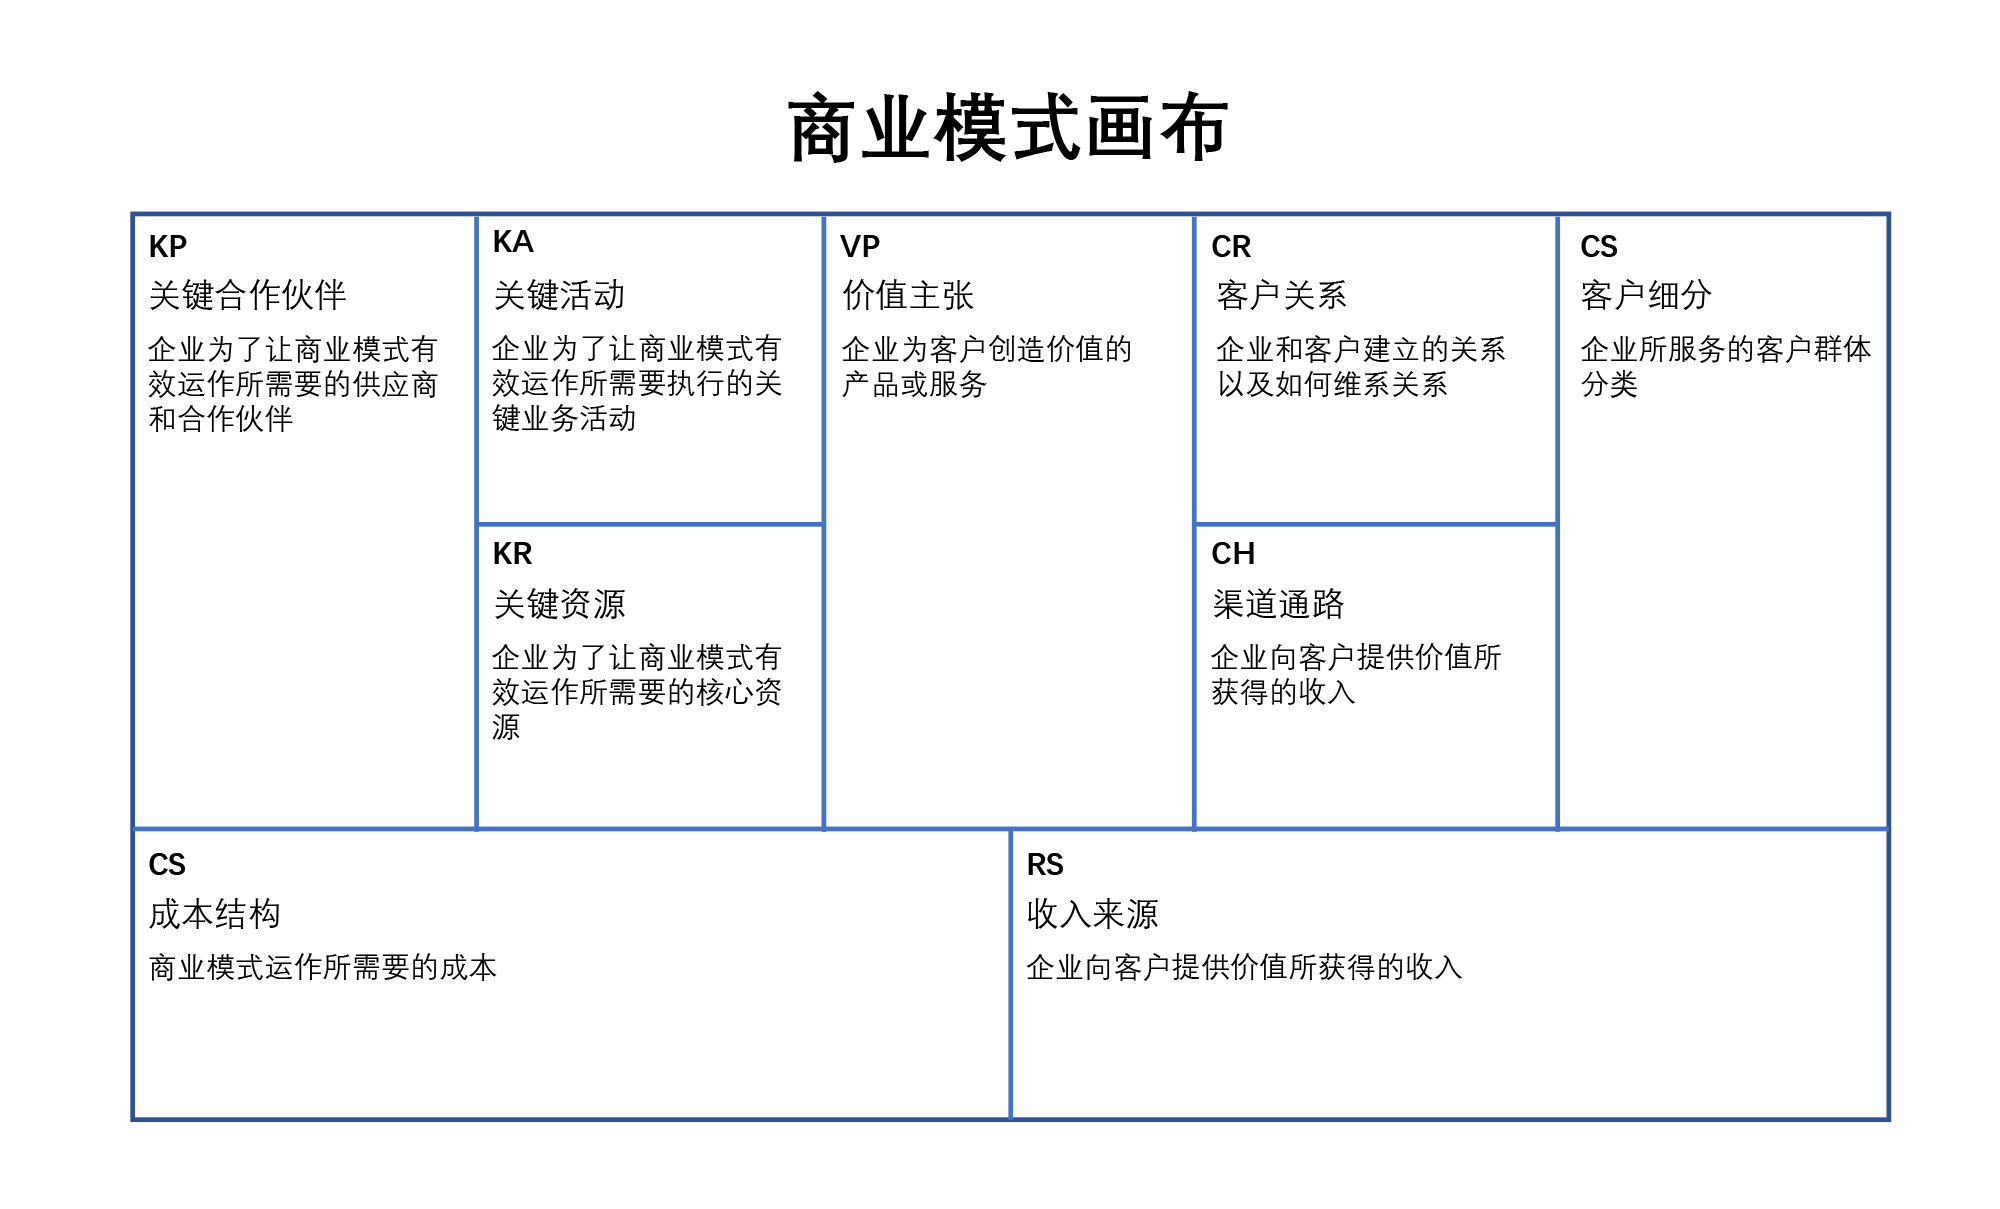 商业模式画布
KP
关键合作伙伴
企业为了让商业模式有
效运作所需要的供应商
和合作伙伴
KA
关键活动
企业为了让商业模式有
效运作所需要执行的关
键业务活动
KR
关键资源
企业为了让商业模式有
效运作所需要的核心资
源
VP
价值主张
企业为客户创造价值的
产品或服务
CR
客户关系
企业和客户建立的关系
以及如何维系关系
CH
渠道通路
企业向客户提供价值所
获得的收入
CS
客户细分
企业所服务的客户群体
分类
CS
成本结构
商业模式运作所需要的成本
RS
收入来源
企业向客户提供价值所获得的收入